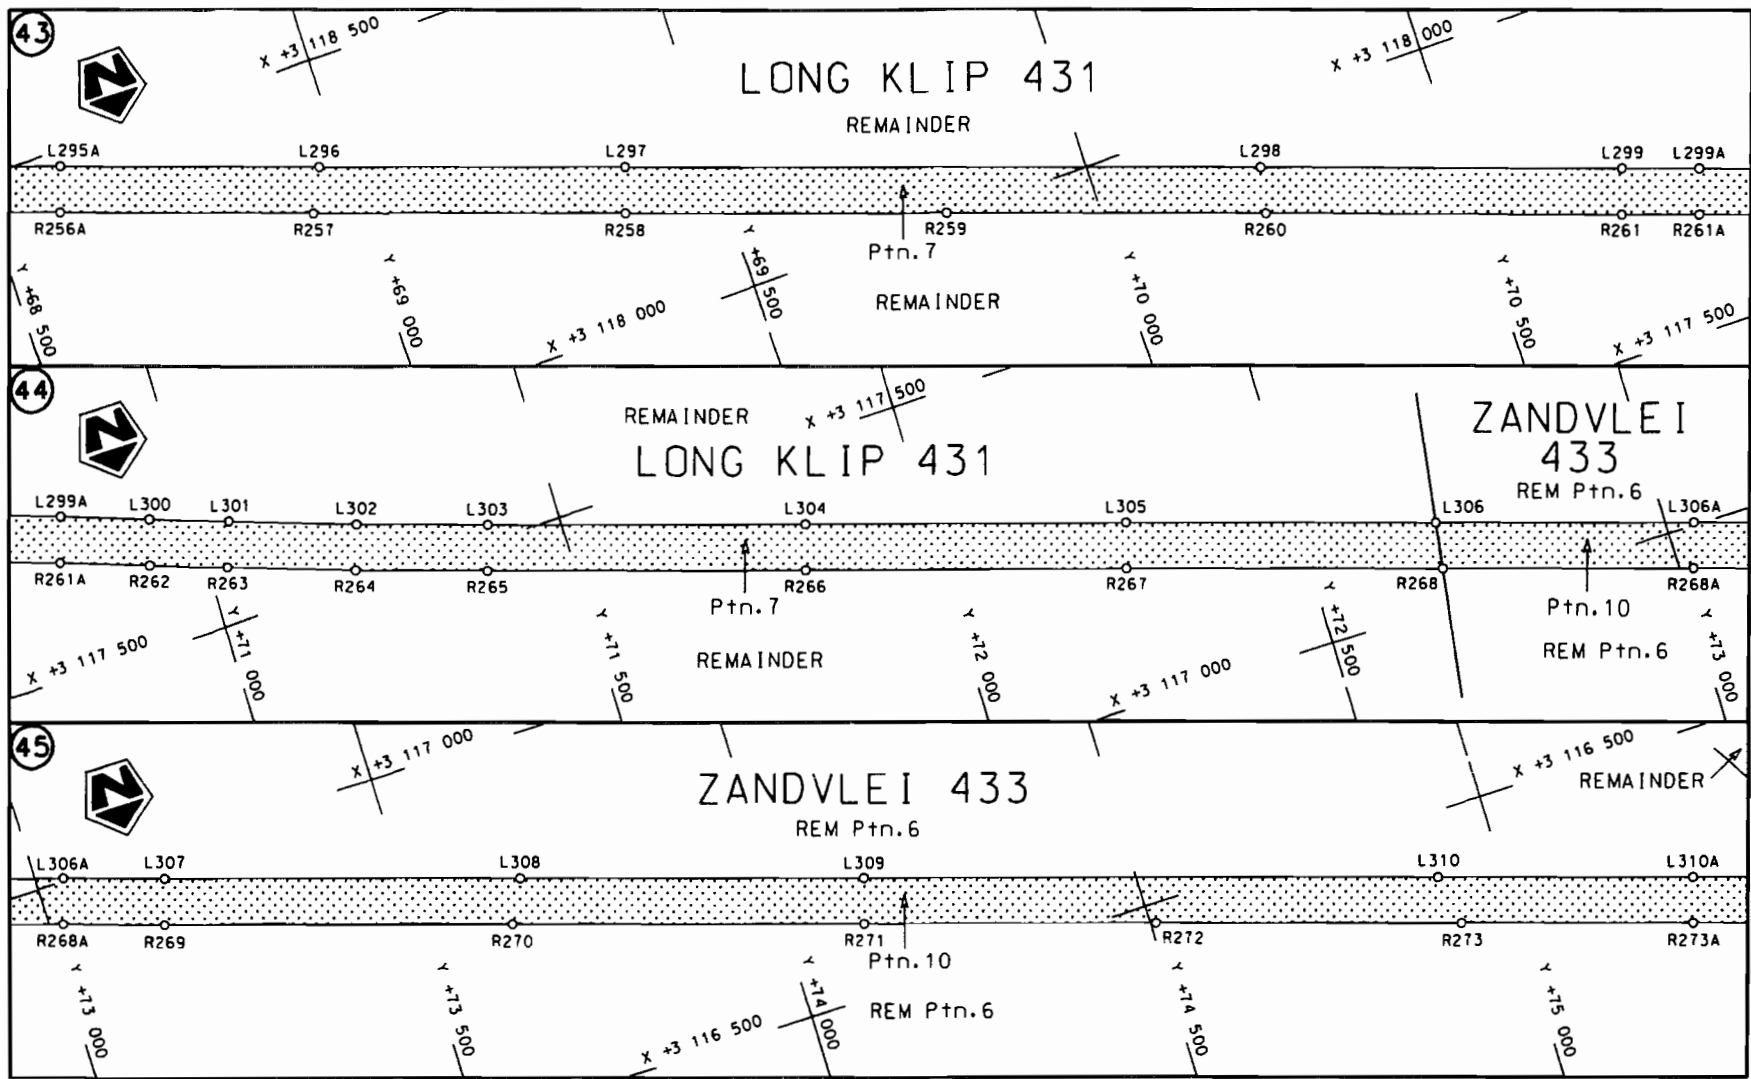 43
X +3 118 500
X +3 118 000
LONG KLIP 431
REMAINDER
L295A L296 L297 L298 L299 L299A
R256A R257 R258 R259 R260 R261 R261A
Ptn.7
REMAINDER
Y +68 500
Y +69 000
X +3 118 000
Y +69 500
Y +70 000
Y +70 500
X +3 117 500
44
REMAINDER
X +3 117 500
LONG KLIP 431
ZANDVLEI
433
REM Ptn.6
L299A L300 L301 L302 L303 L304 L305 L306 L306A
R261A R262 R263 R264 R265 R266 R267 R268 R268A
Ptn.7
REMAINDER
Ptn.10
REM Ptn.6
X +3 117 500
Y +71 000
Y +71 500
Y +72 000
X +3 117 000
Y +72 500
Y +73 000
45
X +3 117 000
ZANDVLEI 433
REM Ptn.6
X +3 116 500
REMAINDER
L306A L307 L308 L309 L310 L310A
R268A R269 R270 R271 R272 R273 R273A
Ptn.10
REM Ptn.6
Y +73 000
Y +73 500
X +3 116 500
Y +74 000
Y +74 500
Y +75 000